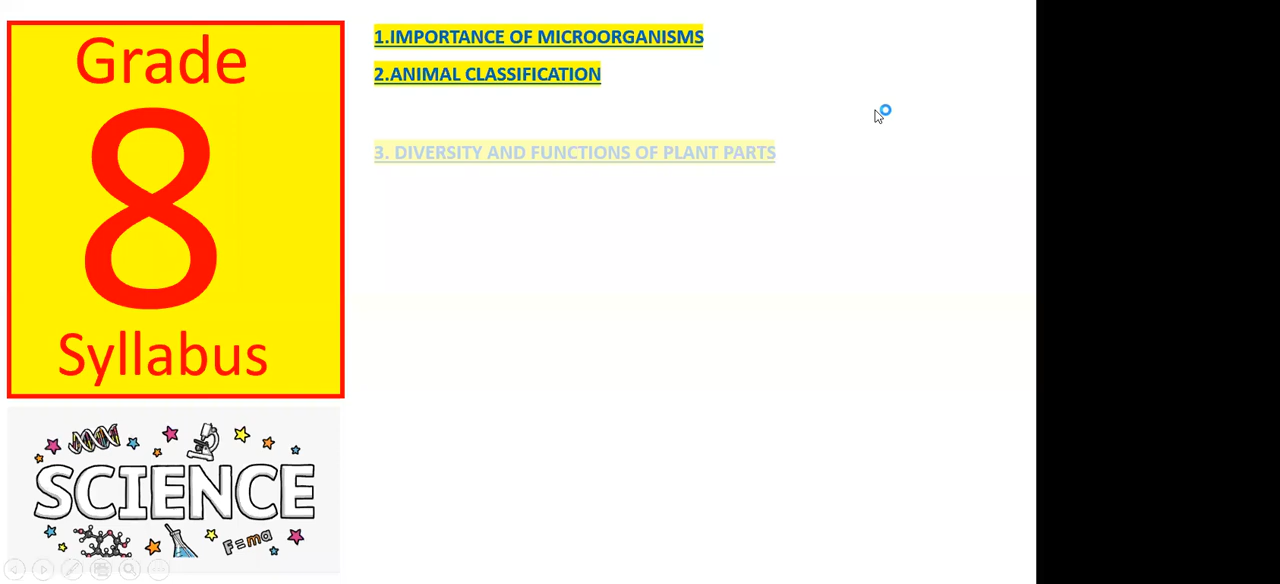 Grade
8
Syllabus
1.IMPORTANCE OF MICROORGANISMS
2.ANIMAL CLASSIFICATION
3. DIVERSITY AND FUNCTIONS OF PLANT PARTS
SCIENCE
F=ma